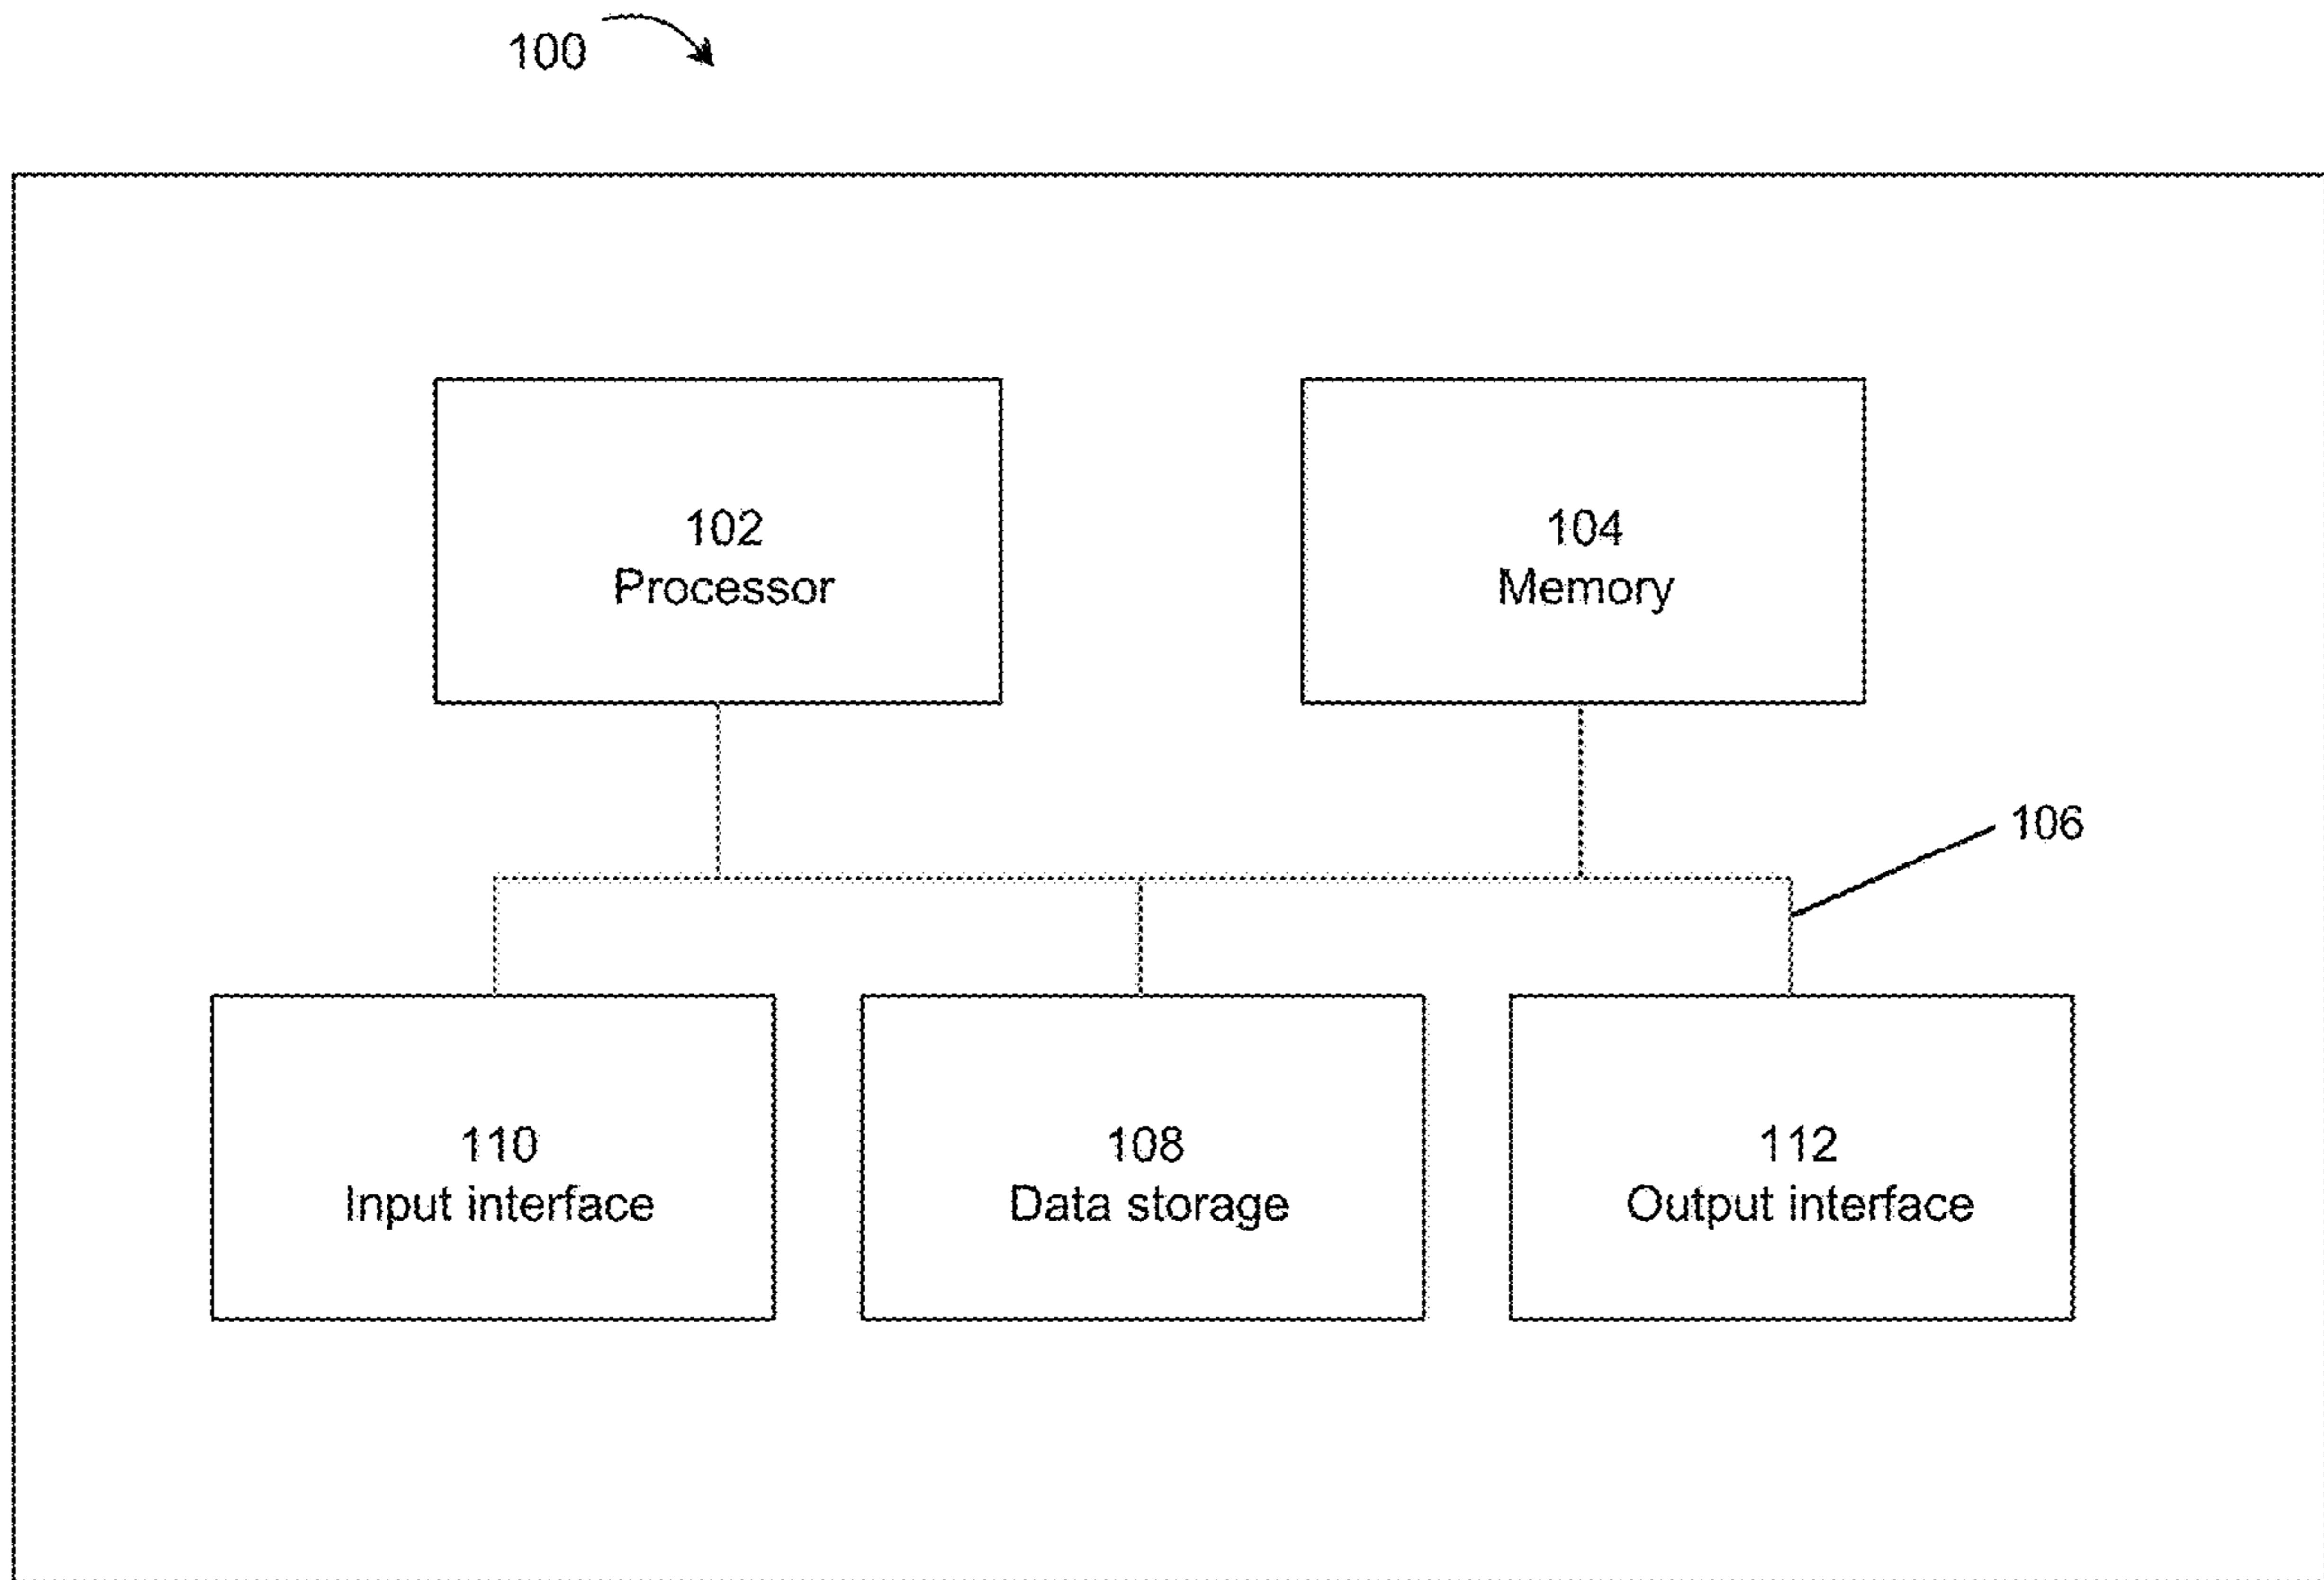 100
102
Processor
104
Memory
106
110
Input interface
108
Data storage
112
Output interface